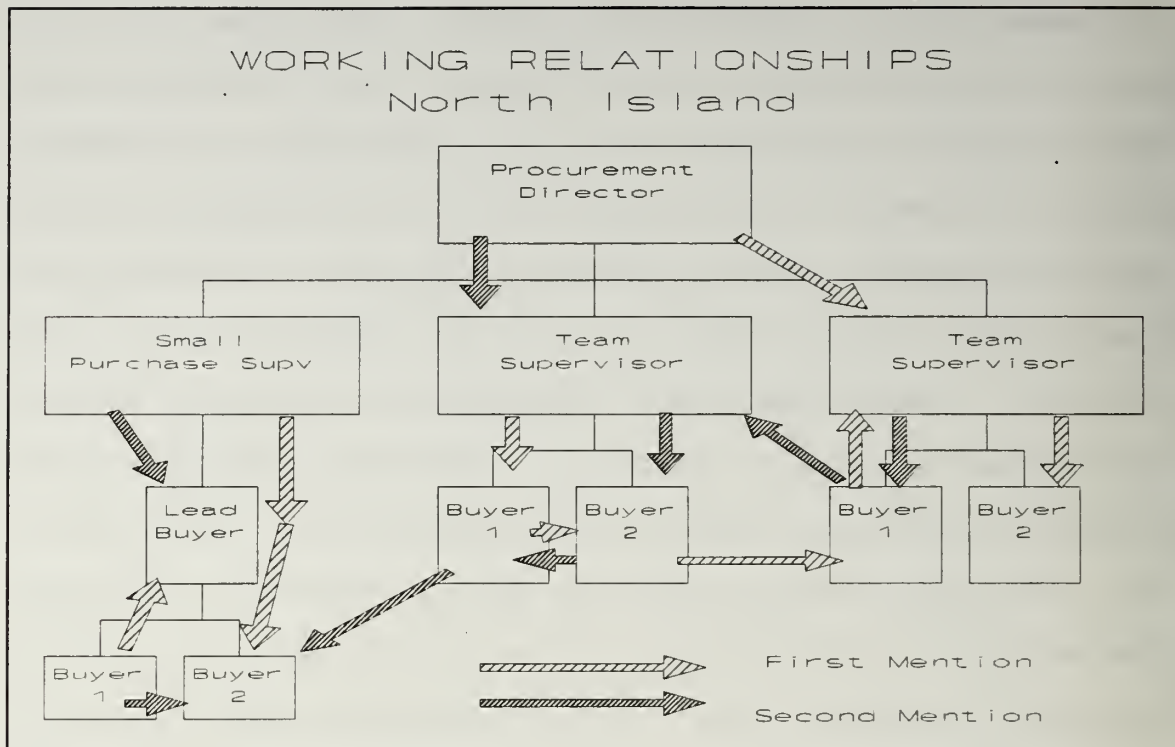 WORKING RELATIONSHIPS
North Island
Procurement
Director
Small
Purchase Supv
Team
Supervisor
Team
Supervisor
Lead
Buyer
Buyer
1
Buyer
2
Buyer
1
Buyer
2
Buyer
1
Buyer
2
First Mention
Second Mention